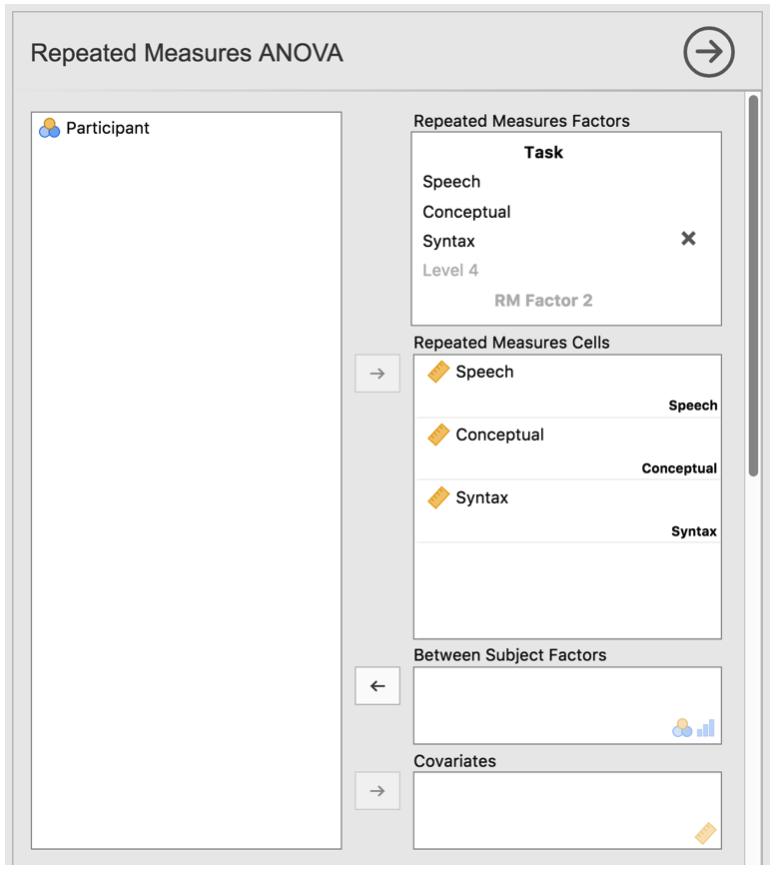 Repeated Measures ANOVA
Participant
Repeated Measures Factors
Task
Speech
Conceptual
Syntax
Level 4
RM Factor 2
Repeated Measures Cells
Speech
Speech
Conceptual
Conceptual
Syntax
Syntax
Between Subject Factors
Covariates